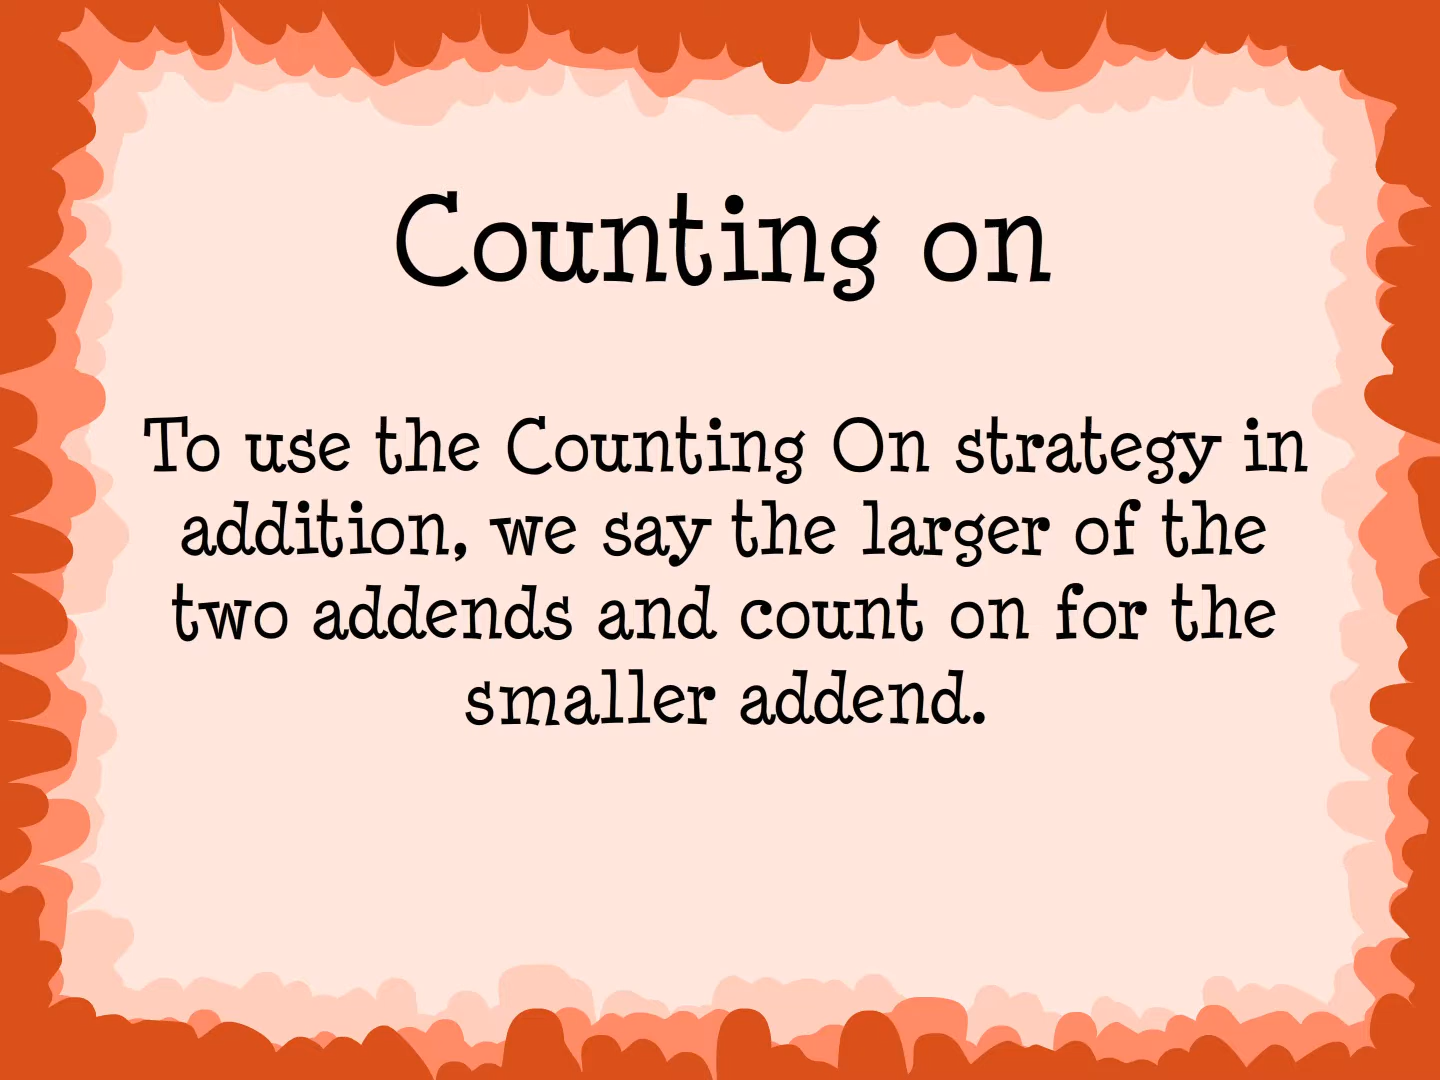 Counting on
To use the Counting On strategy in
addition, we say the larger of the
two addends and count on for the
smaller addend.